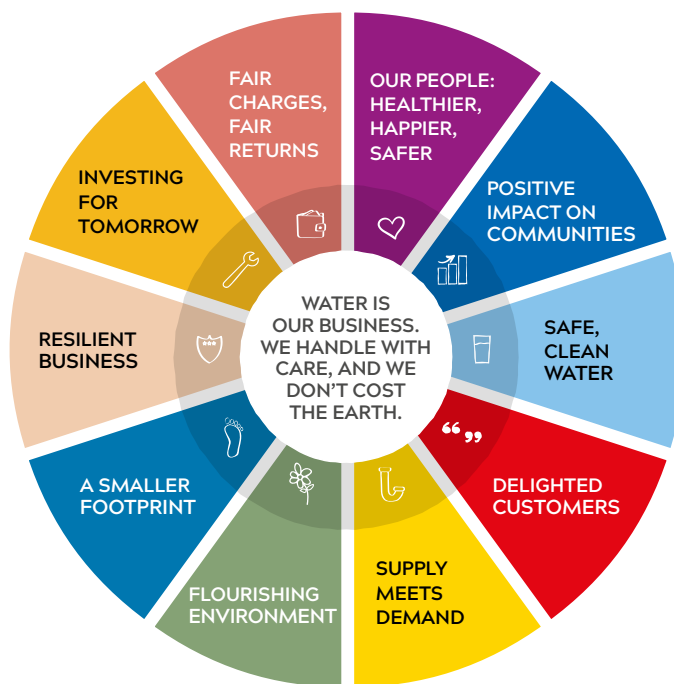 FAIR
CHARGES,
FAIR
RETURNS
OUR PEOPLE:
HEALTHIER,
HAPPIER,
SAFER
POSITIVE
IMPACT ON
COMMUNITIES
SAFE,
CLEAN
WATER
DELIGHTED
CUSTOMERS
SUPPLY
MEETS
DEMAND
FLOURISHING
ENVIRONMENT
A SMALLER
FOOTPRINT
RESILIENT
BUSINESS
INVESTING
FOR
TOMORROW
WATER IS
OUR BUSINESS.
WE HANDLE WITH
CARE, AND WE
DON’T COST
THE EARTH.